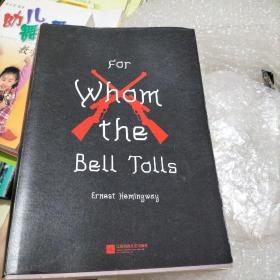 幼儿
For
Whom
the
Bell Tolls
Ernest Hemingway